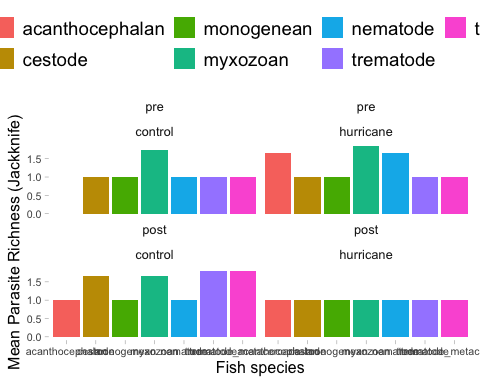 acanthocephalan monogenean nematode t
cestode myxozoan trematode
pre pre
control hurricane
1.5
1.0
0.5
0.0
post post
control hurricane
1.5
1.0
0.5
0.0
Mean Parasite Richness (Jackknife)
Fish species